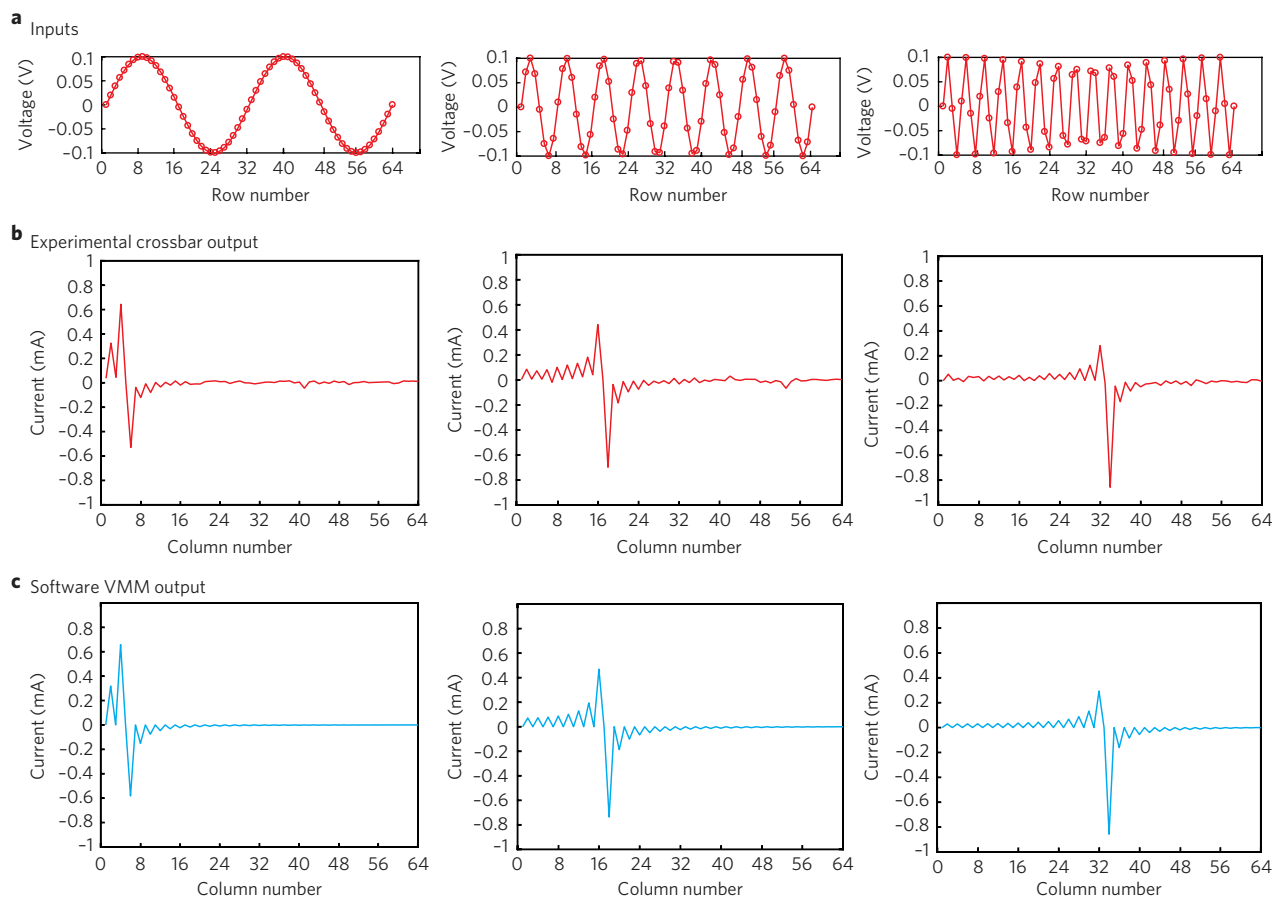 a Inputs
Voltage (V)
0.1
0.05
0
−0.05
−0.1
0 8 16 24 32 40 48 56 64
Row number
Voltage (V)
0.1
0.05
0
−0.05
−0.1
0 8 16 24 32 40 48 56 64
Row number
Voltage (V)
0.1
0.05
0
−0.05
−0.1
0 8 16 24 32 40 48 56 64
Row number
b Experimental crossbar output
Current (mA)
1
0.8
0.6
0.4
0.2
0
−0.2
−0.4
−0.6
−0.8
−1
0 8 16 24 32 40 48 56 64
Column number
Current (mA)
1
0.8
0.6
0.4
0.2
0
−0.2
−0.4
−0.6
−0.8
−1
0 8 16 24 32 40 48 56 64
Column number
Current (mA)
1
0.8
0.6
0.4
0.2
0
−0.2
−0.4
−0.6
−0.8
−1
0 8 16 24 32 40 48 56 64
Column number
c Software VMM output
Current (mA)
0.8
0.6
0.4
0.2
0
−0.2
−0.4
−0.6
−0.8
−1
0 8 16 24 32 40 48 56 64
Column number
Current (mA)
0.8
0.6
0.4
0.2
0
−0.2
−0.4
−0.6
−0.8
−1
0 8 16 24 32 40 48 56 64
Column number
Current (mA)
0.8
0.6
0.4
0.2
0
−0.2
−0.4
−0.6
−0.8
−1
0 8 16 24 32 40 48 56 64
Column number